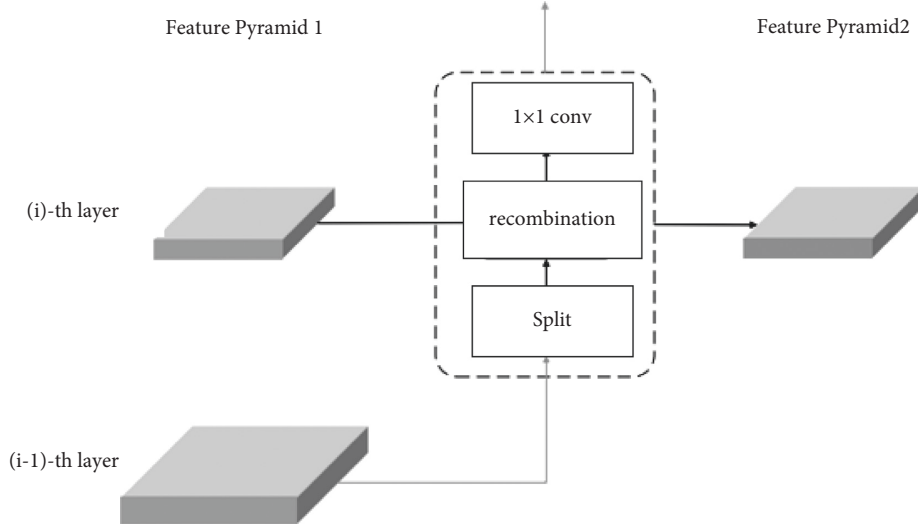 Feature Pyramid 1
Feature Pyramid2
1×1 conv
(i)-th layer
recombination
Split
(i-1)-th layer